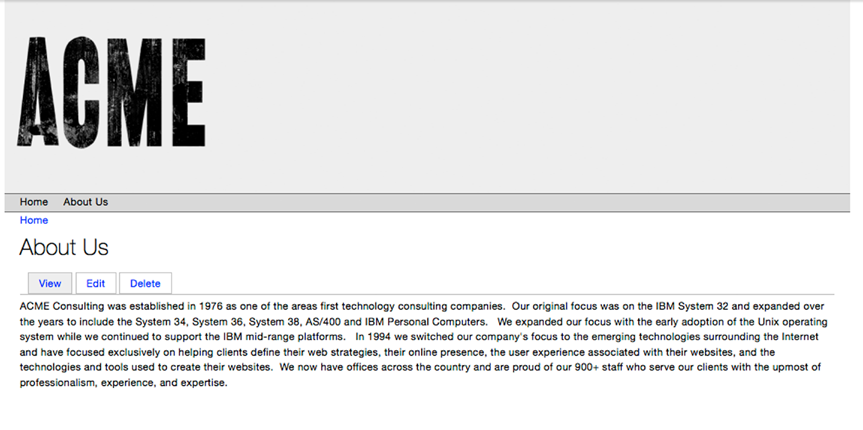 ACME
Home About Us
Home
About Us
View Edit Delete
ACME Consulting was established in 1976 as one of the areas first technology consulting companies.  Our original focus was on the IBM System 32 and expanded over
the years to include the System 34, System 36, System 38, AS/400 and IBM Personal Computers.   We expanded our focus with the early adoption of the Unix operating
system while we continued to support the IBM mid-range platforms.   In 1994 we switched our company's focus to the emerging technologies surrounding the Internet
and have focused exclusively on helping clients define their web strategies, their online presence, the user experience associated with their websites, and the
technologies and tools used to create their websites.  We now have offices across the country and are proud of our 900+ staff who serve our clients with the upmost of
professionalism, experience, and expertise.